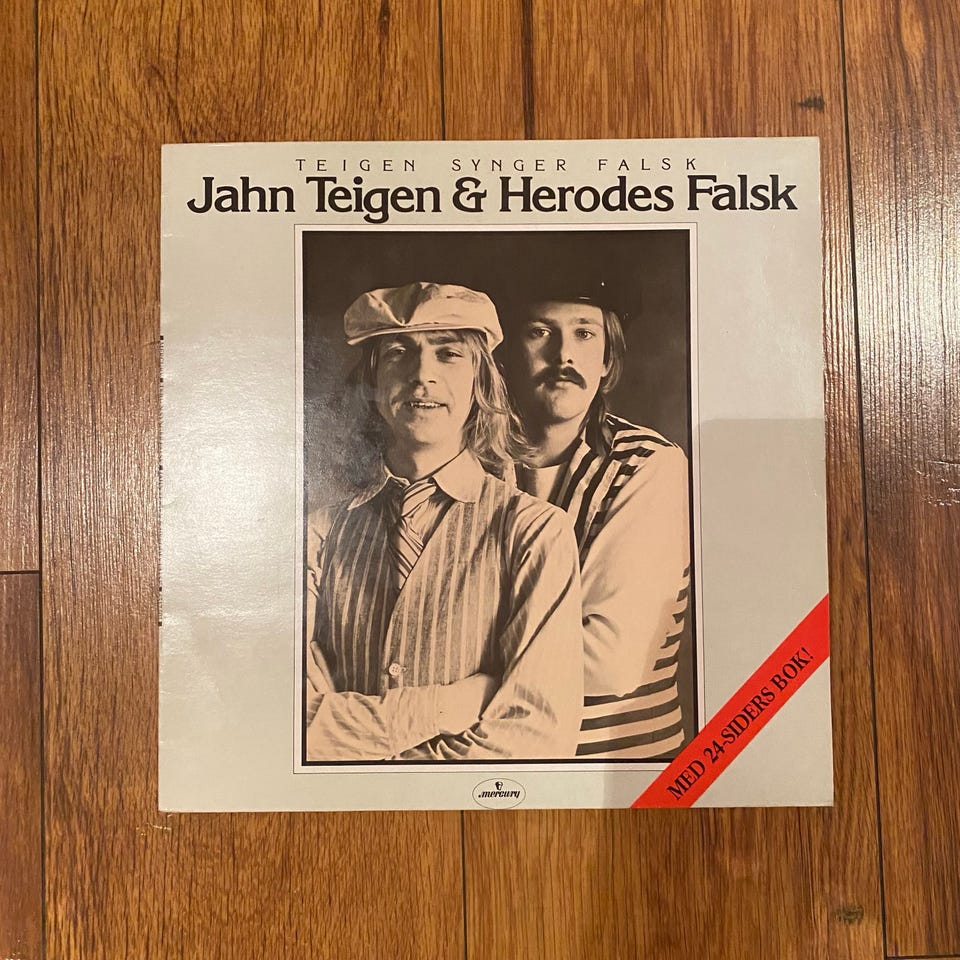 TEIGEN SYNGER FALSK
Jahn Teigen & Herodes Falsk
MED 24-SIDERS BOK!
mercury